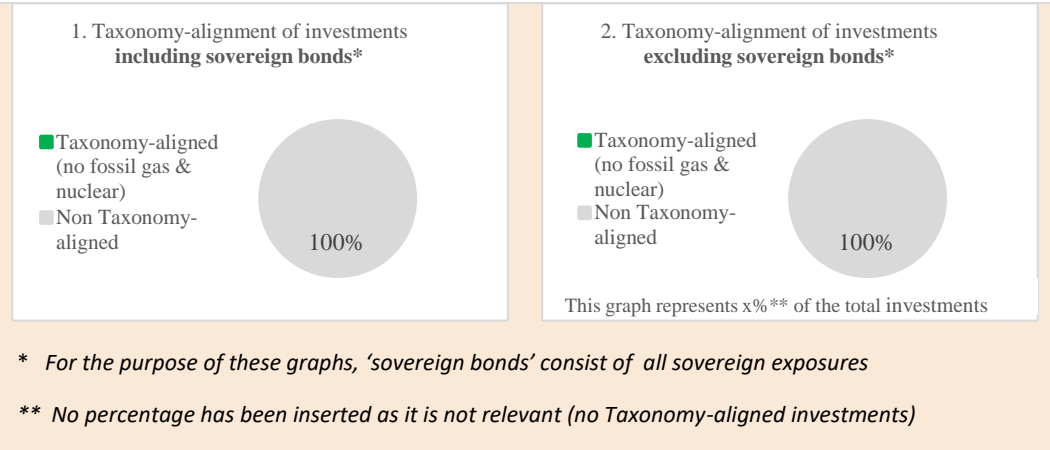 1. Taxonomy-alignment of investments
including sovereign bonds*
Taxonomy-aligned
(no fossil gas &
nuclear)
Non Taxonomy-
aligned
100%
2. Taxonomy-alignment of investments
excluding sovereign bonds*
Taxonomy-aligned
(no fossil gas &
nuclear)
Non Taxonomy-
aligned
100%
This graph represents x%** of the total investments
* For the purpose of these graphs, ‘sovereign bonds’ consist of all sovereign exposures
** No percentage has been inserted as it is not relevant (no Taxonomy-aligned investments)